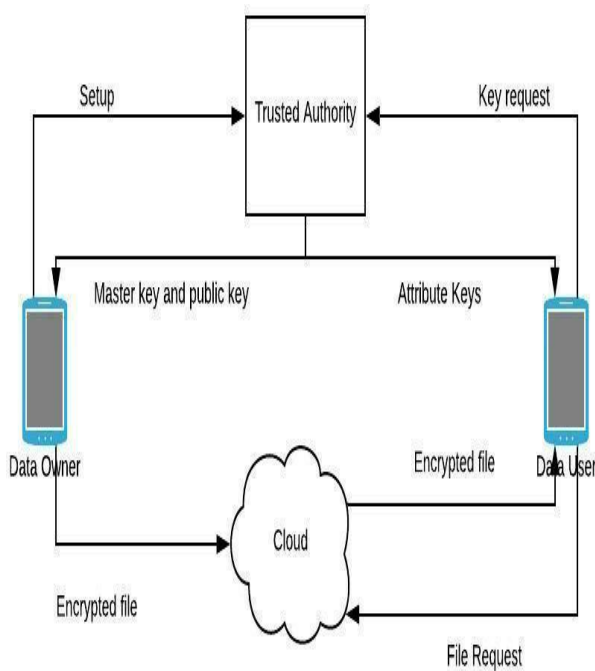 Setup
Key request
Trusted Authority
Master key and public key
Attribute Keys
Data Owner
Encrypted file
Data User
Cloud
Encrypted file
File Request